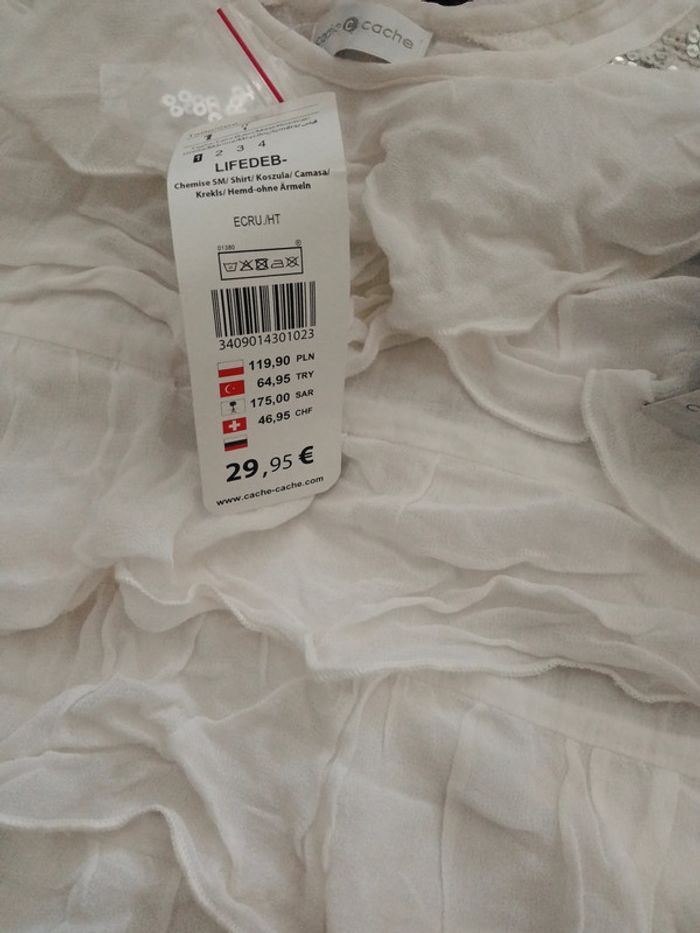 cache cache
1 2 3 4
LIFEDEB-
Chemise SM/ Shirt/ Koszula/ Camasa/
Krekls/ Hemd-ohne Ärmeln
ECRU./HT
01380
3409014301023
119,90 PLN
64,95 TRY
175,00 SAR
46,95 CHF
29,95 €
www.cache-cache.com